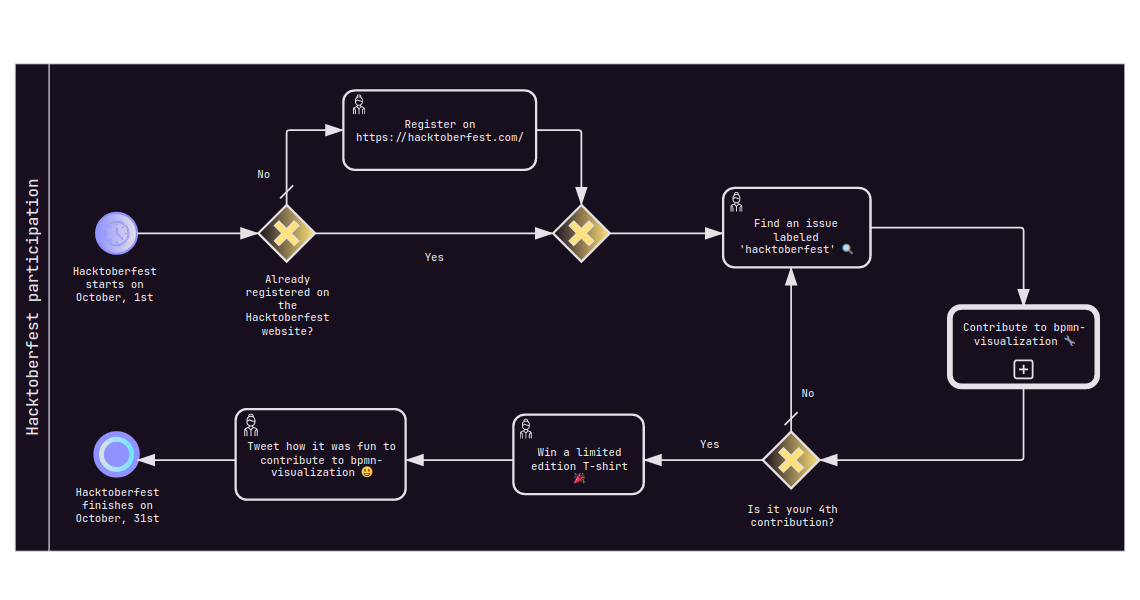 Hacktoberfest participation
Hacktoberfest
starts on
October, 1st
Already
registered on
the
Hacktoberfest
website?
No
Register on
https://hacktoberfest.com/
Yes
Find an issue
labeled
'hacktoberfest' 🔍
Contribute to bpmn-
visualization 🔧
Is it your 4th
contribution?
No
Yes
Win a limited
edition T-shirt
🎉
Tweet how it was fun to
contribute to bpmn-
visualization 😃
Hacktoberfest
finishes on
October, 31st